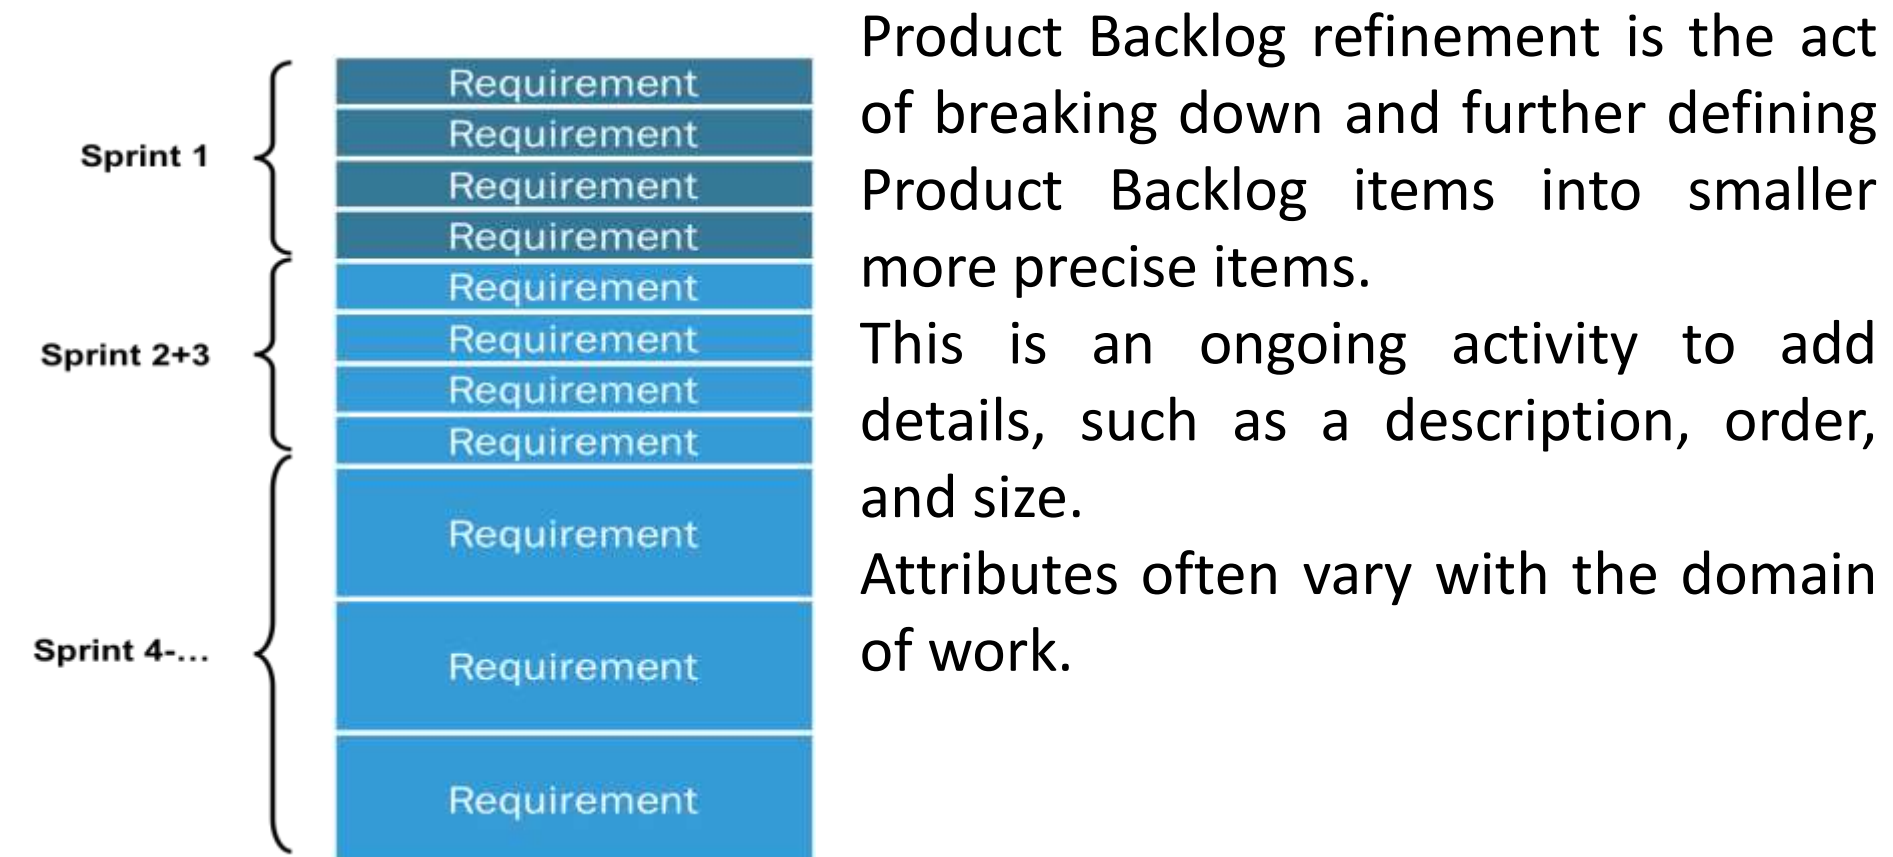 Requirement
Requirement
Sprint 1
Requirement
Requirement
Requirement
Sprint 2+3
Requirement
Requirement
Requirement
Requirement
Sprint 4-...
Requirement
Requirement
Product Backlog refinement is the act
of breaking down and further defining
Product Backlog items into smaller
more precise items.
This is an ongoing activity to add
details, such as a description, order,
and size.
Attributes often vary with the domain
of work.